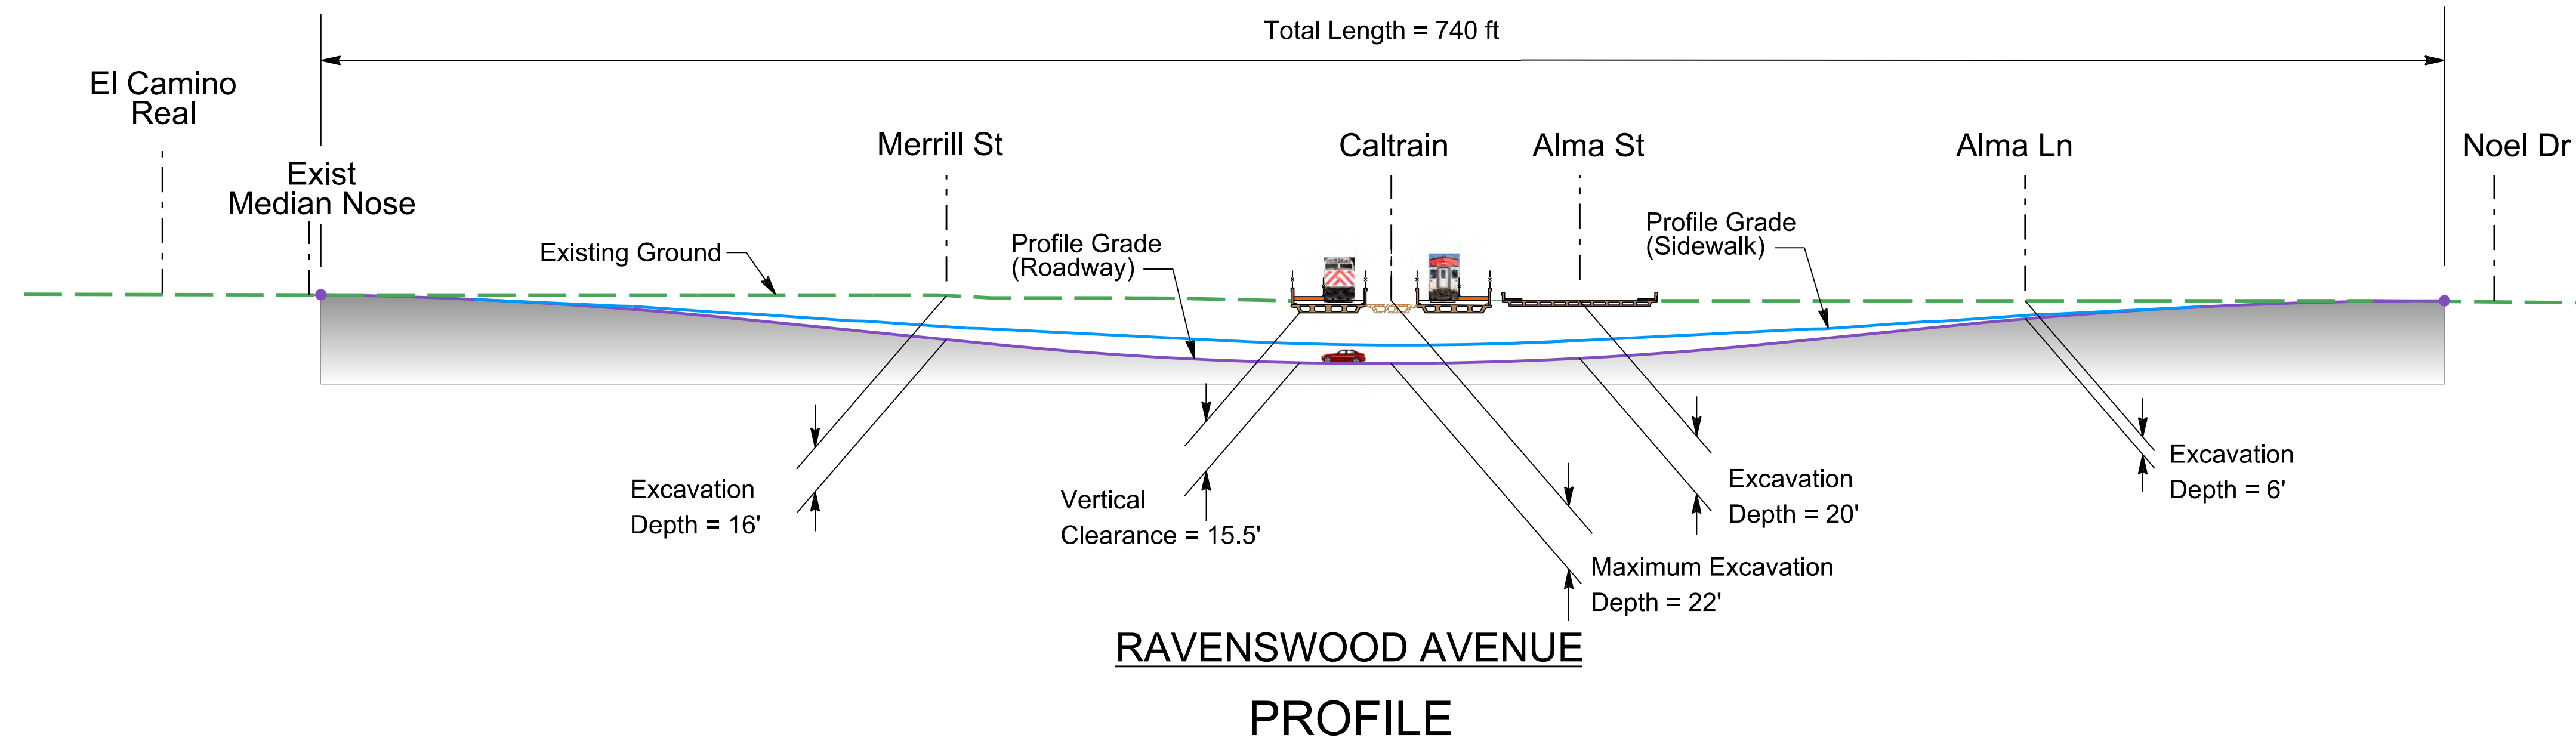 Total Length = 740 ft
El Camino
Real
Exist
Median Nose
Merrill St
Caltrain
Alma St
Alma Ln
Noel Dr
Existing Ground
Profile Grade
(Roadway)
Profile Grade
(Sidewalk)
Excavation
Depth = 16'
Vertical
Clearance = 15.5'
Maximum Excavation
Depth = 22'
Excavation
Depth = 20'
Excavation
Depth = 6'
RAVENSWOOD AVENUE
PROFILE